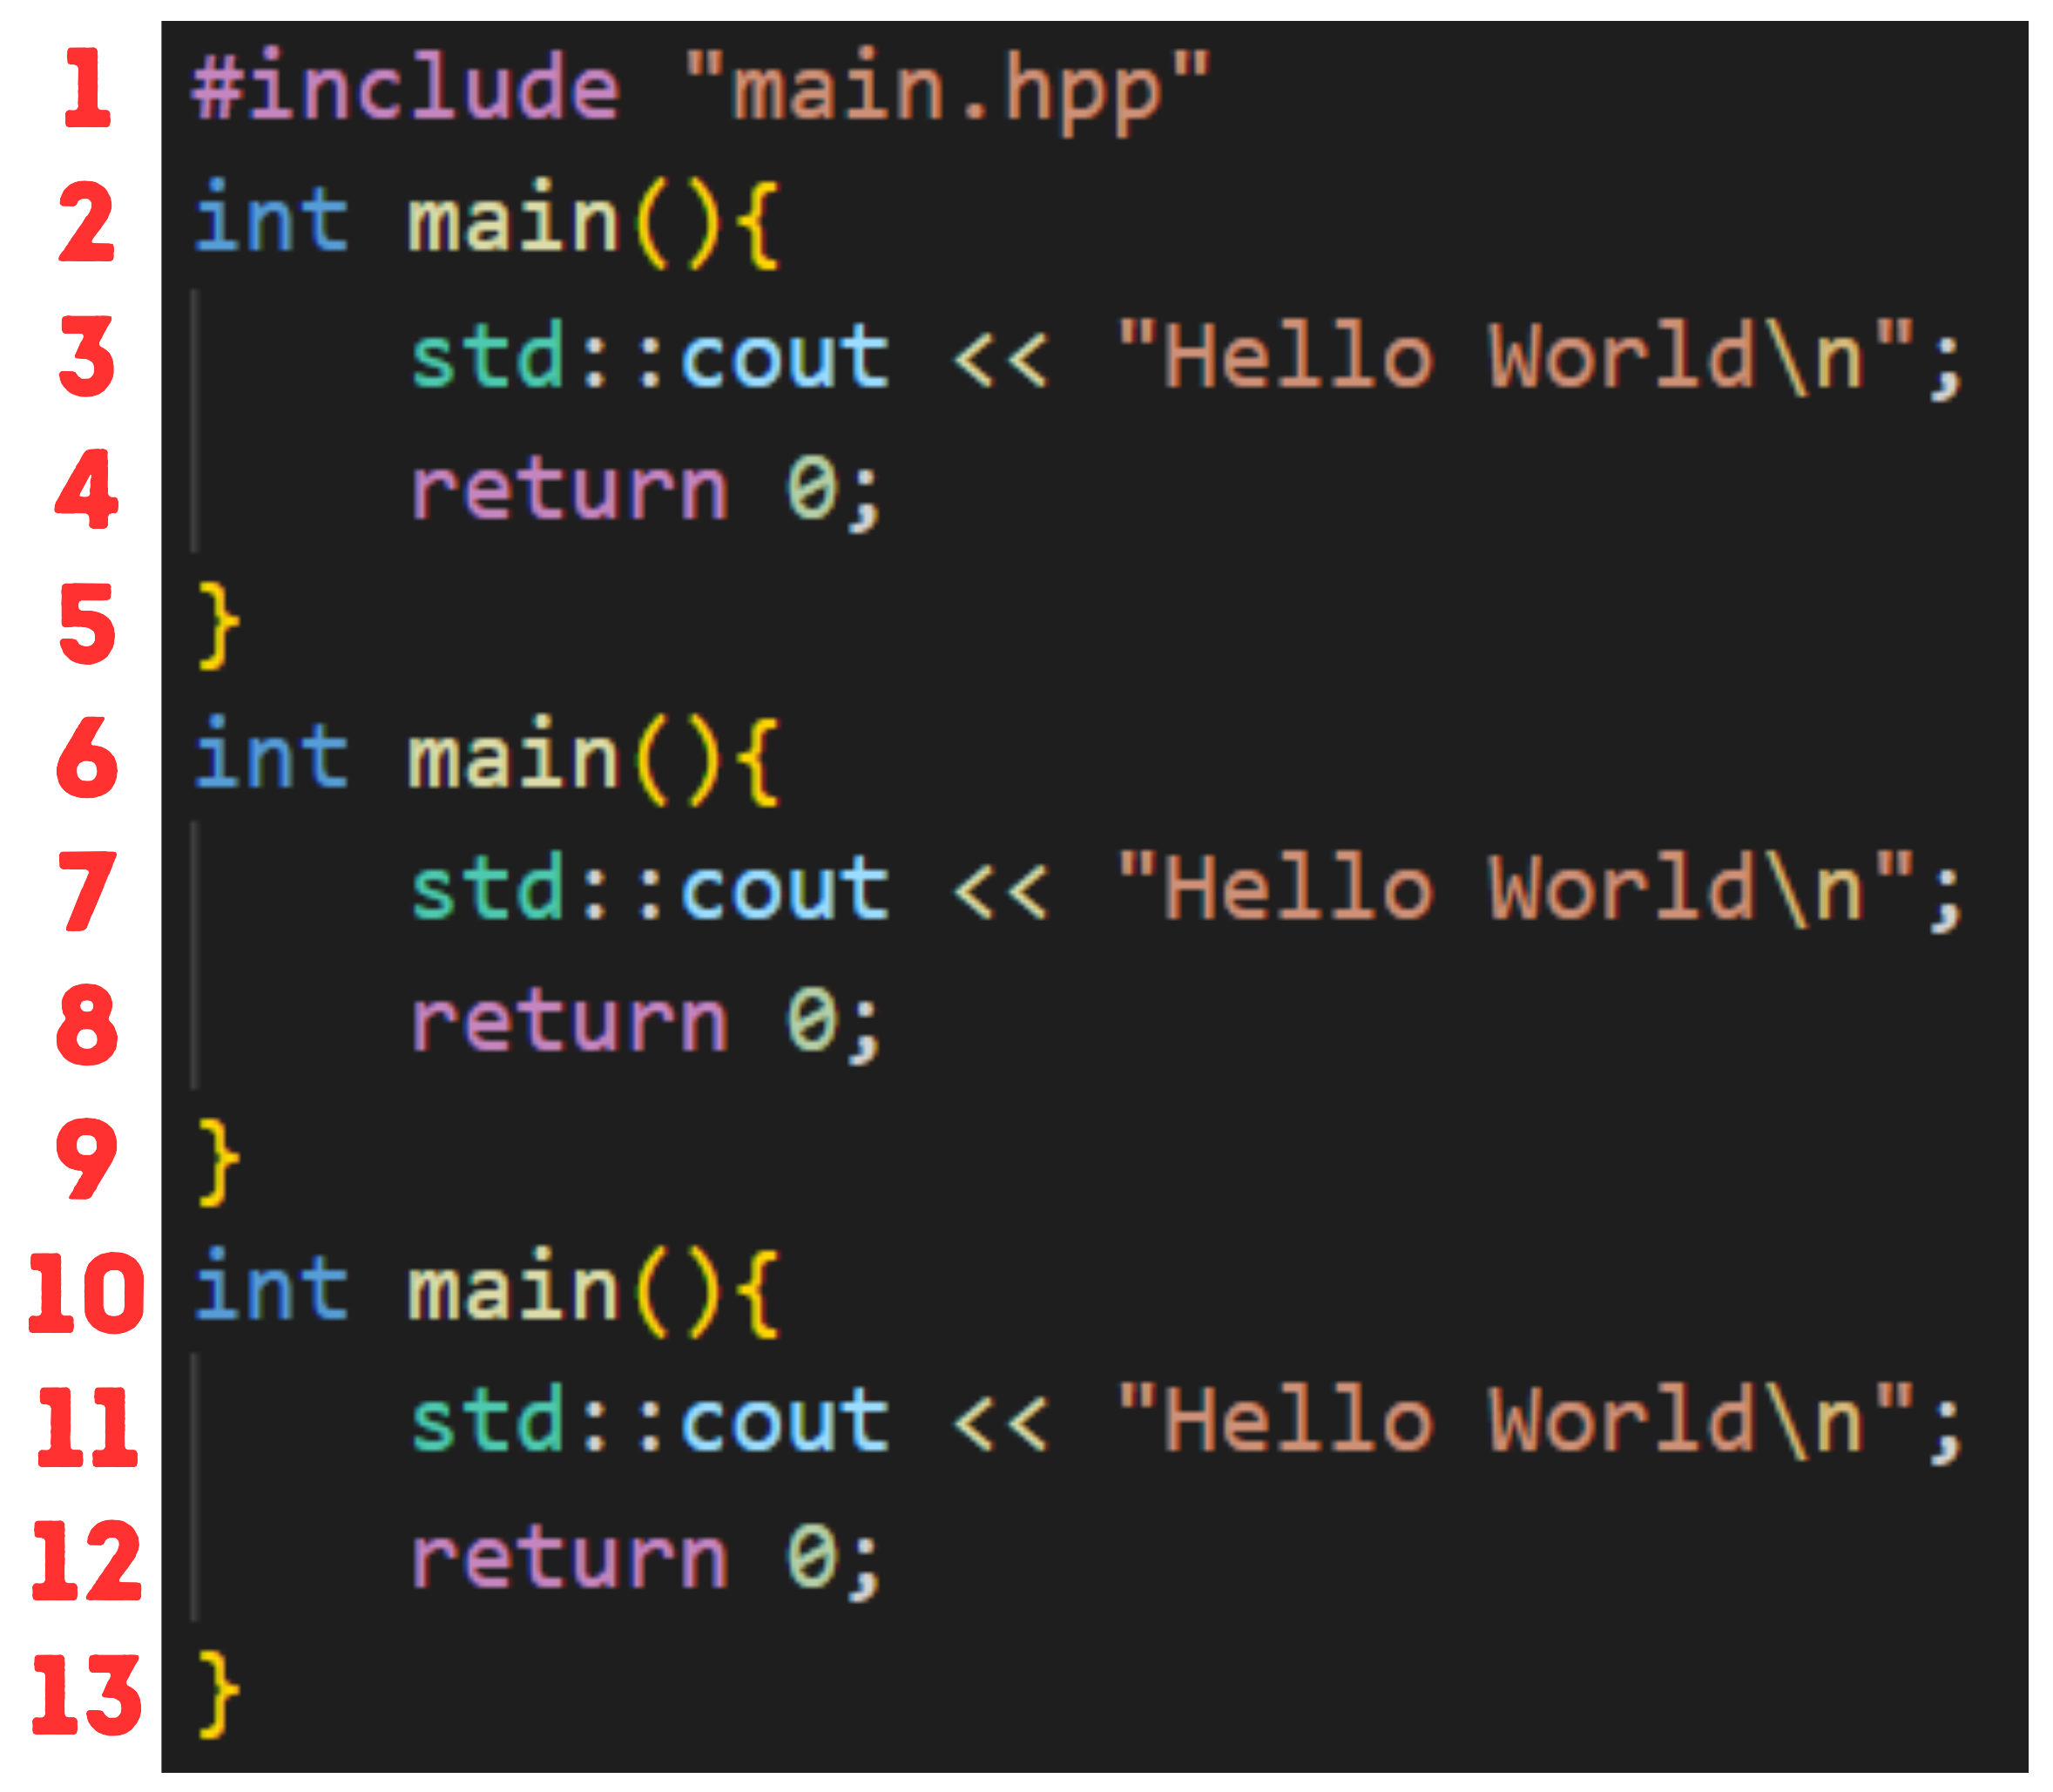 1 #include "main.hpp"
2 int main(){
3     std::cout << "Hello World\n";
4     return 0;
5 }
6 int main(){
7     std::cout << "Hello World\n";
8     return 0;
9 }
10 int main(){
11     std::cout << "Hello World\n";
12     return 0;
13 }